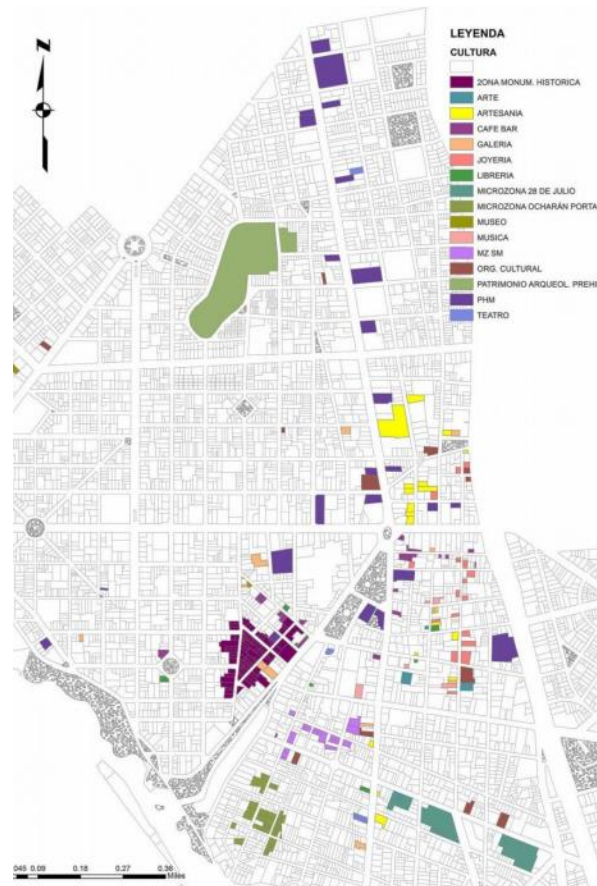 N
LEYENDA
CULTURA
ZONA MONUM. HISTORICA
ARTE
ARTESANIA
CAFE BAR
GALERIA
JOYERIA
LIBRERIA
MICROZONA 28 DE JULIO
MICROZONA OCHARÁN PORTA
MUSEO
MUSICA
MZ SM
ORG. CULTURAL
PATRIMONIO ARQUEOL. PREHI
PHM
TEATRO
045 0.09 0.18 0.27 0.36
Miles